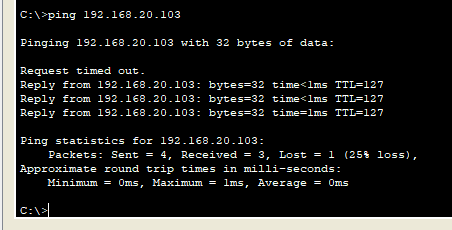 C:\>ping 192.168.20.103
Pinging 192.168.20.103 with 32 bytes of data:
Request timed out.
Reply from 192.168.20.103: bytes=32 time<1ms TTL=127
Reply from 192.168.20.103: bytes=32 time<1ms TTL=127
Reply from 192.168.20.103: bytes=32 time=1ms TTL=127
Ping statistics for 192.168.20.103:
Packets: Sent = 4, Received = 3, Lost = 1 (25% loss),
Approximate round trip times in milli-seconds:
Minimum = 0ms, Maximum = 1ms, Average = 0ms
C:\>